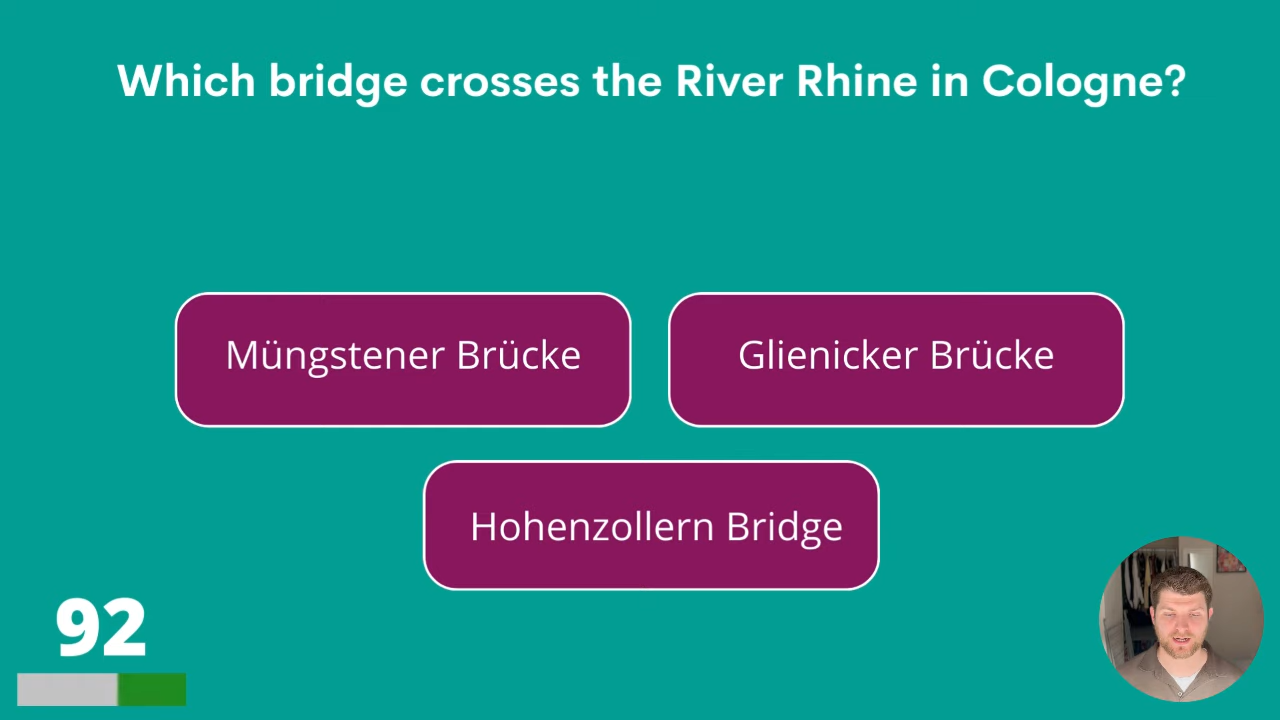 Which bridge crosses the River Rhine in Cologne?
Müngstener Brücke
Glienicker Brücke
Hohenzollern Bridge
92